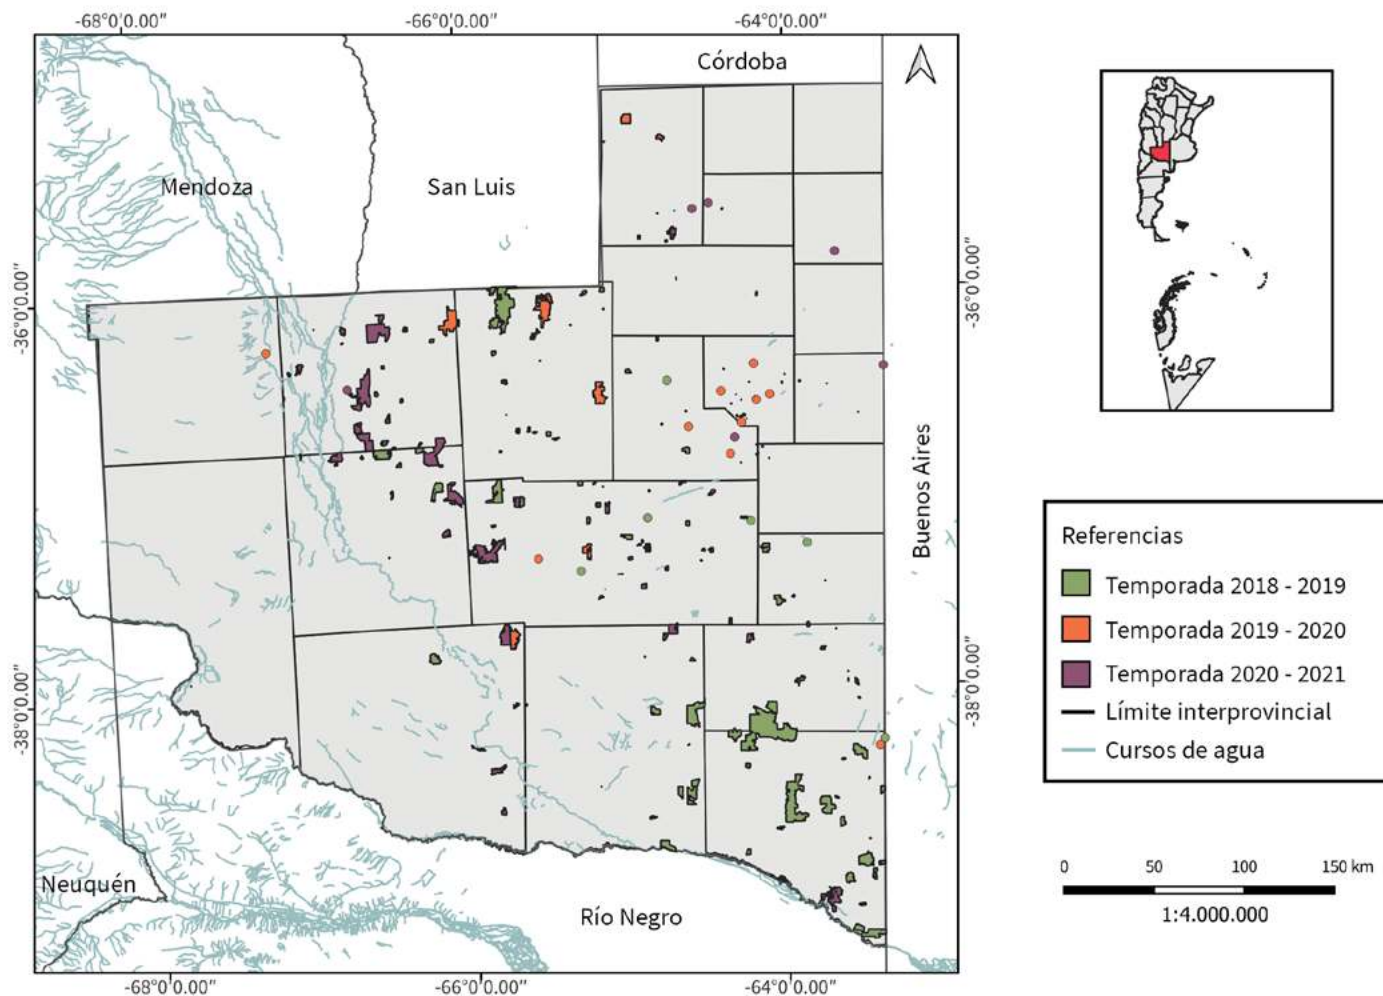 -68°0'0.00″ -66°0'0.00″ -64°0'0.00″
Córdoba
Mendoza
San Luis
-36°0'0.00″
-36°0'0.00″
Buenos Aires
-38°0'0.00″
-38°0'0.00″
Neuquén
Río Negro
-68°0'0.00″ -66°0'0.00″ -64°0'0.00″
Referencias
Temporada 2018 - 2019
Temporada 2019 - 2020
Temporada 2020 - 2021
Límite interprovincial
Cursos de agua
0 50 100 150 km
1:4.000.000